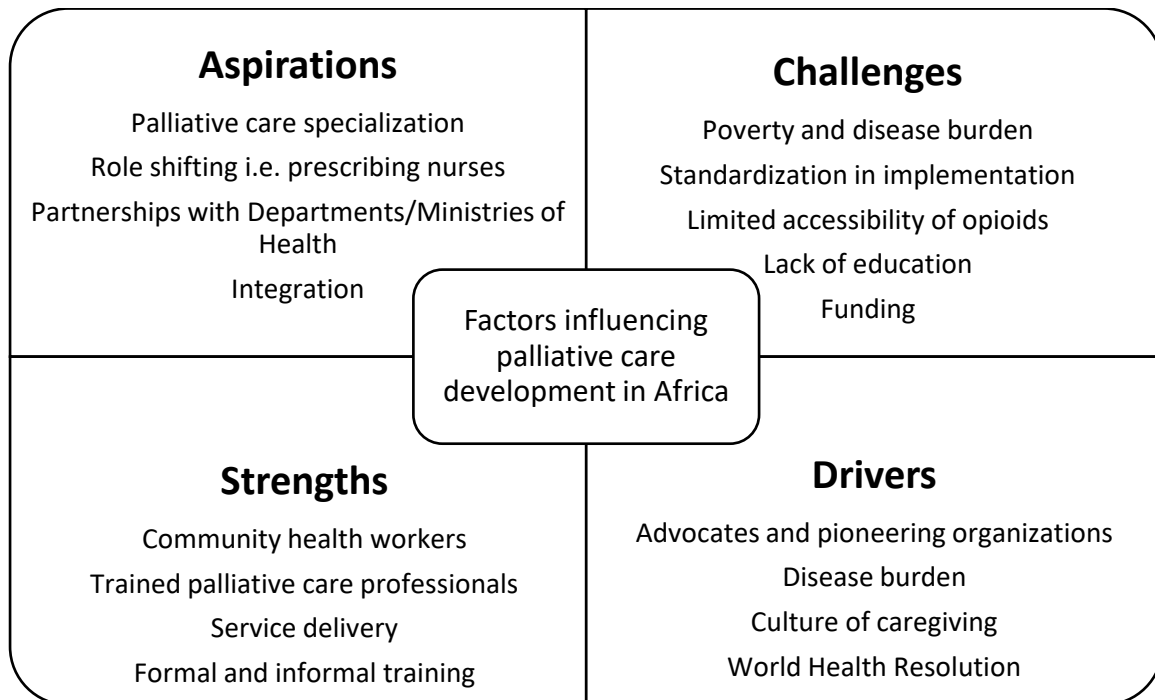 Aspirations
Palliative care specialization
Role shifting i.e. prescribing nurses
Partnerships with Departments/Ministries of
Health
Integration
Challenges
Poverty and disease burden
Standardization in implementation
Limited accessibility of opioids
Lack of education
Funding
Factors influencing
palliative care
development in Africa
Strengths
Community health workers
Trained palliative care professionals
Service delivery
Formal and informal training
Drivers
Advocates and pioneering organizations
Disease burden
Culture of caregiving
World Health Resolution